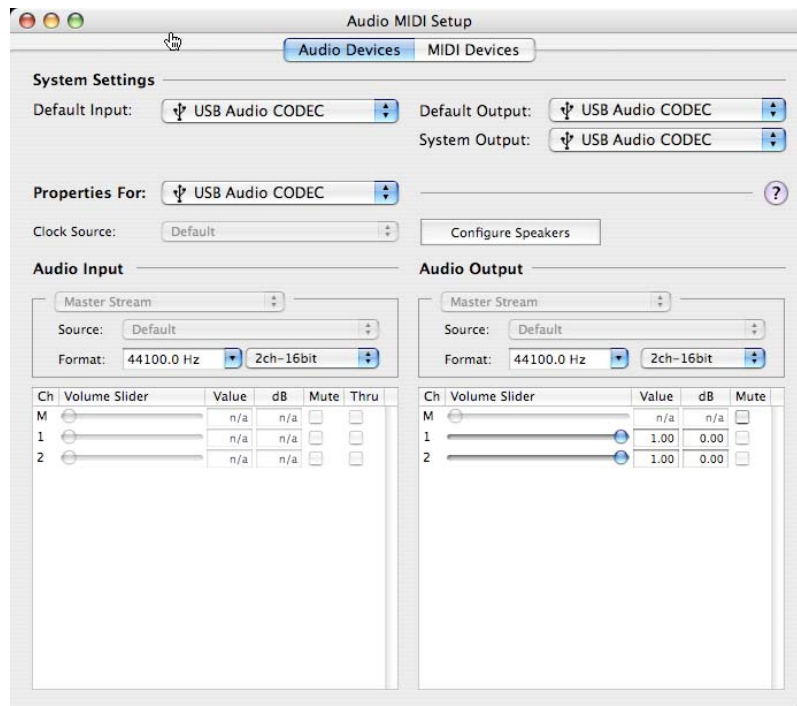 Audio MIDI Setup
Audio Devices MIDI Devices
System Settings
Default Input: USB Audio CODEC
Default Output: USB Audio CODEC
System Output: USB Audio CODEC
Properties For: USB Audio CODEC
?
Clock Source: Default
Configure Speakers
Audio Input
Master Stream
Source: Default
Format: 44100.0 Hz 2ch-16bit
Ch Volume Slider Value dB Mute Thru
M n/a n/a
1 n/a n/a
2 n/a n/a
Audio Output
Master Stream
Source: Default
Format: 44100.0 Hz 2ch-16bit
Ch Volume Slider Value dB Mute
M n/a n/a
1 1.00 0.00
2 1.00 0.00